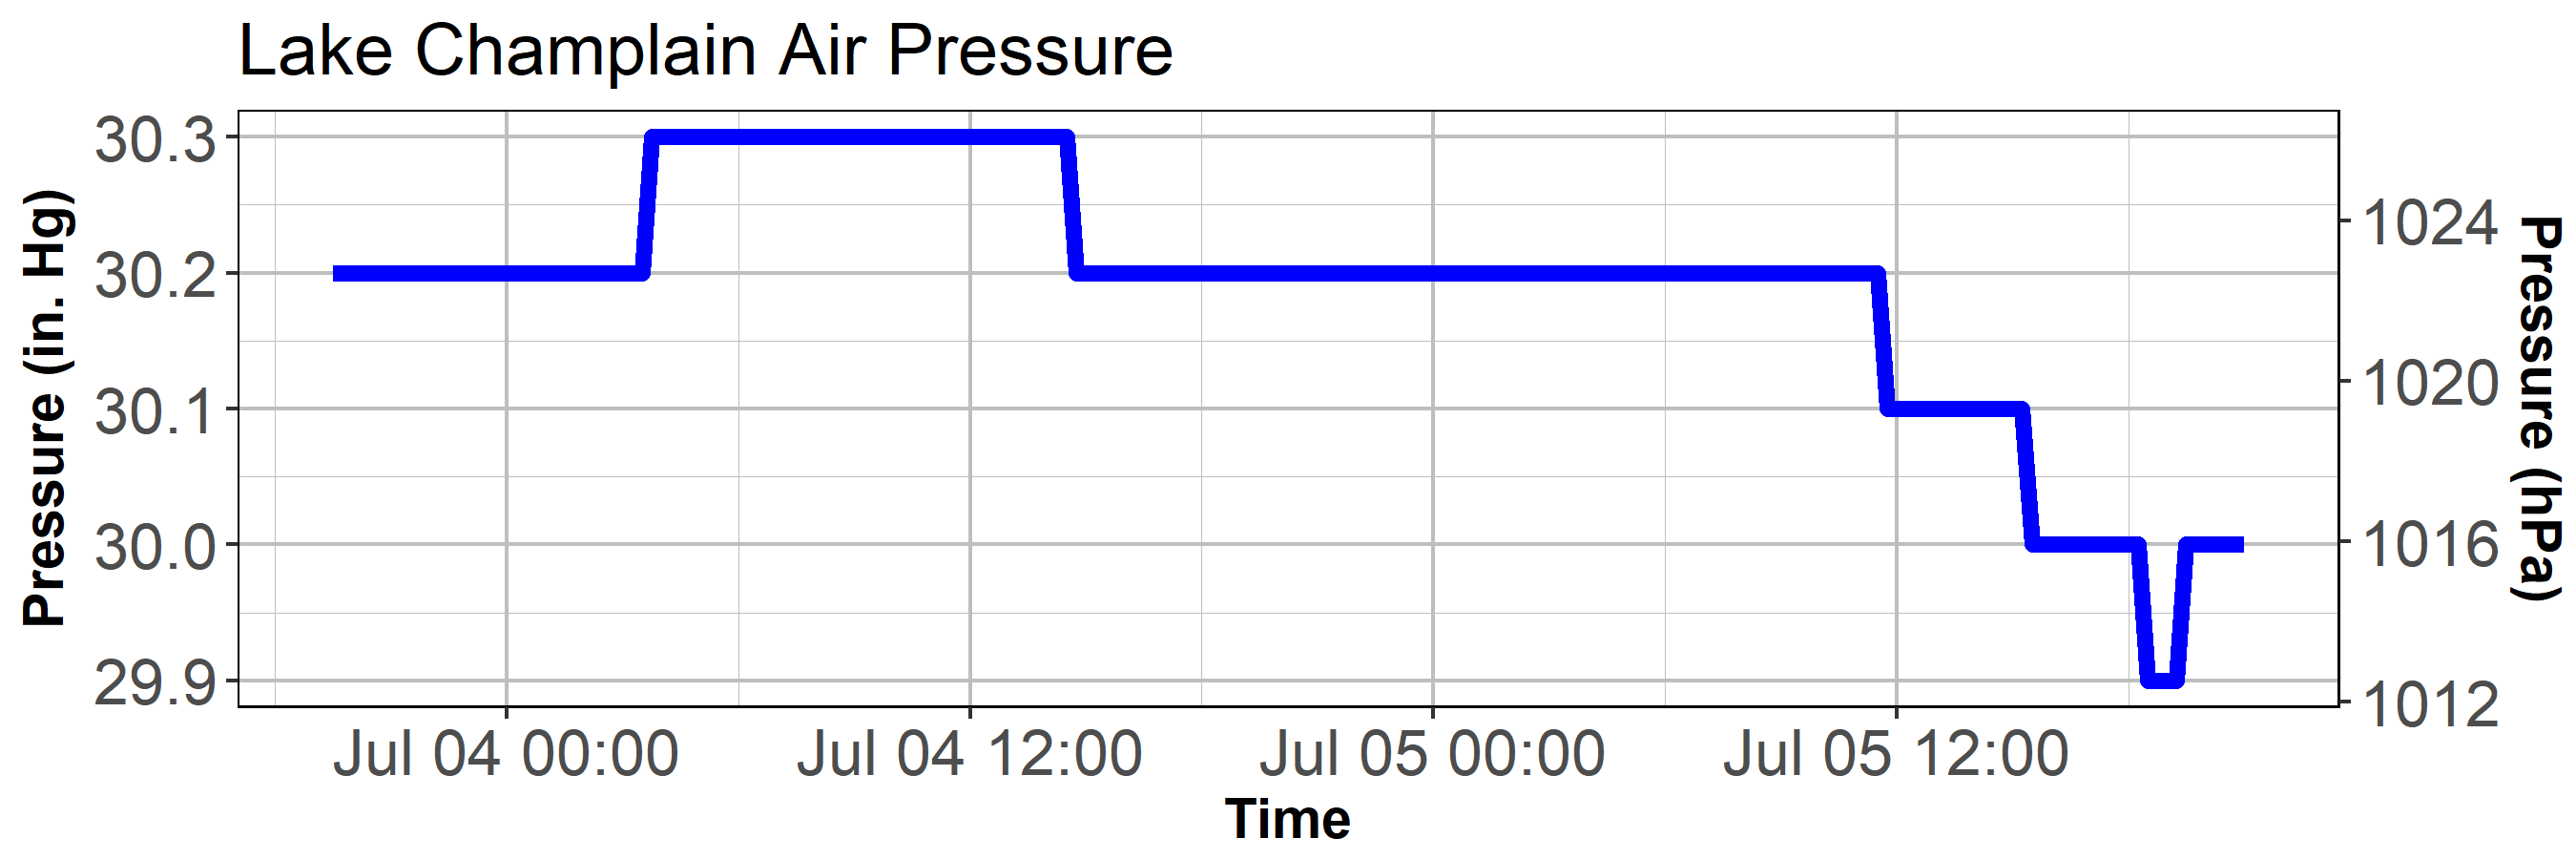 Lake Champlain Air Pressure
Pressure (in. Hg)
30.3
30.2
30.1
30.0
29.9
1024
1020
1016
1012
Pressure (hPa)
Jul 04 00:00
Jul 04 12:00
Jul 05 00:00
Jul 05 12:00
Time